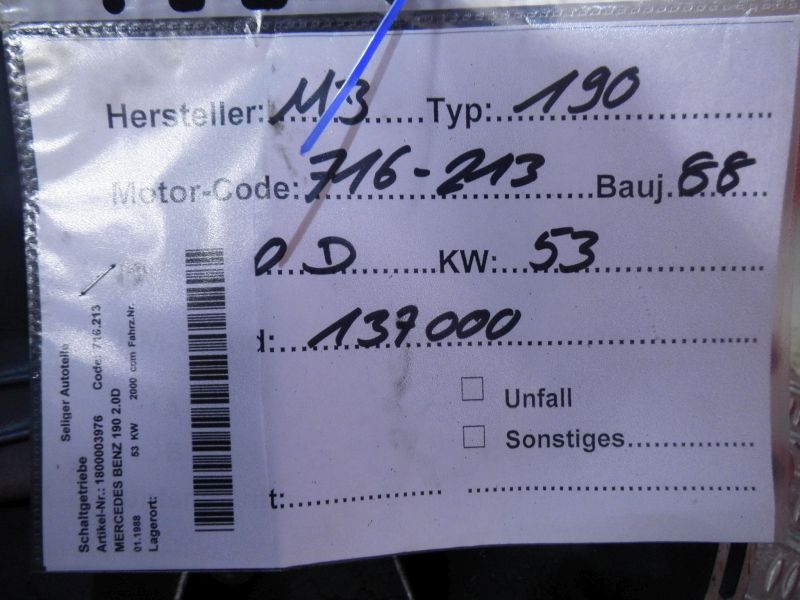 Hersteller: MB Typ: 190
Motor-Code: 716-213 Bauj. 88
0 D KW: 53
d: 137000
Unfall
Sonstiges
t:
Seliger Autoteile
Schaltgetriebe
Artikel-Nr.: 1800003976 Code: 716.213
MERCEDES BENZ 190 2.0D
01.1988 53 KW 2000 ccm Fahrz.Nr.
Lagerort: